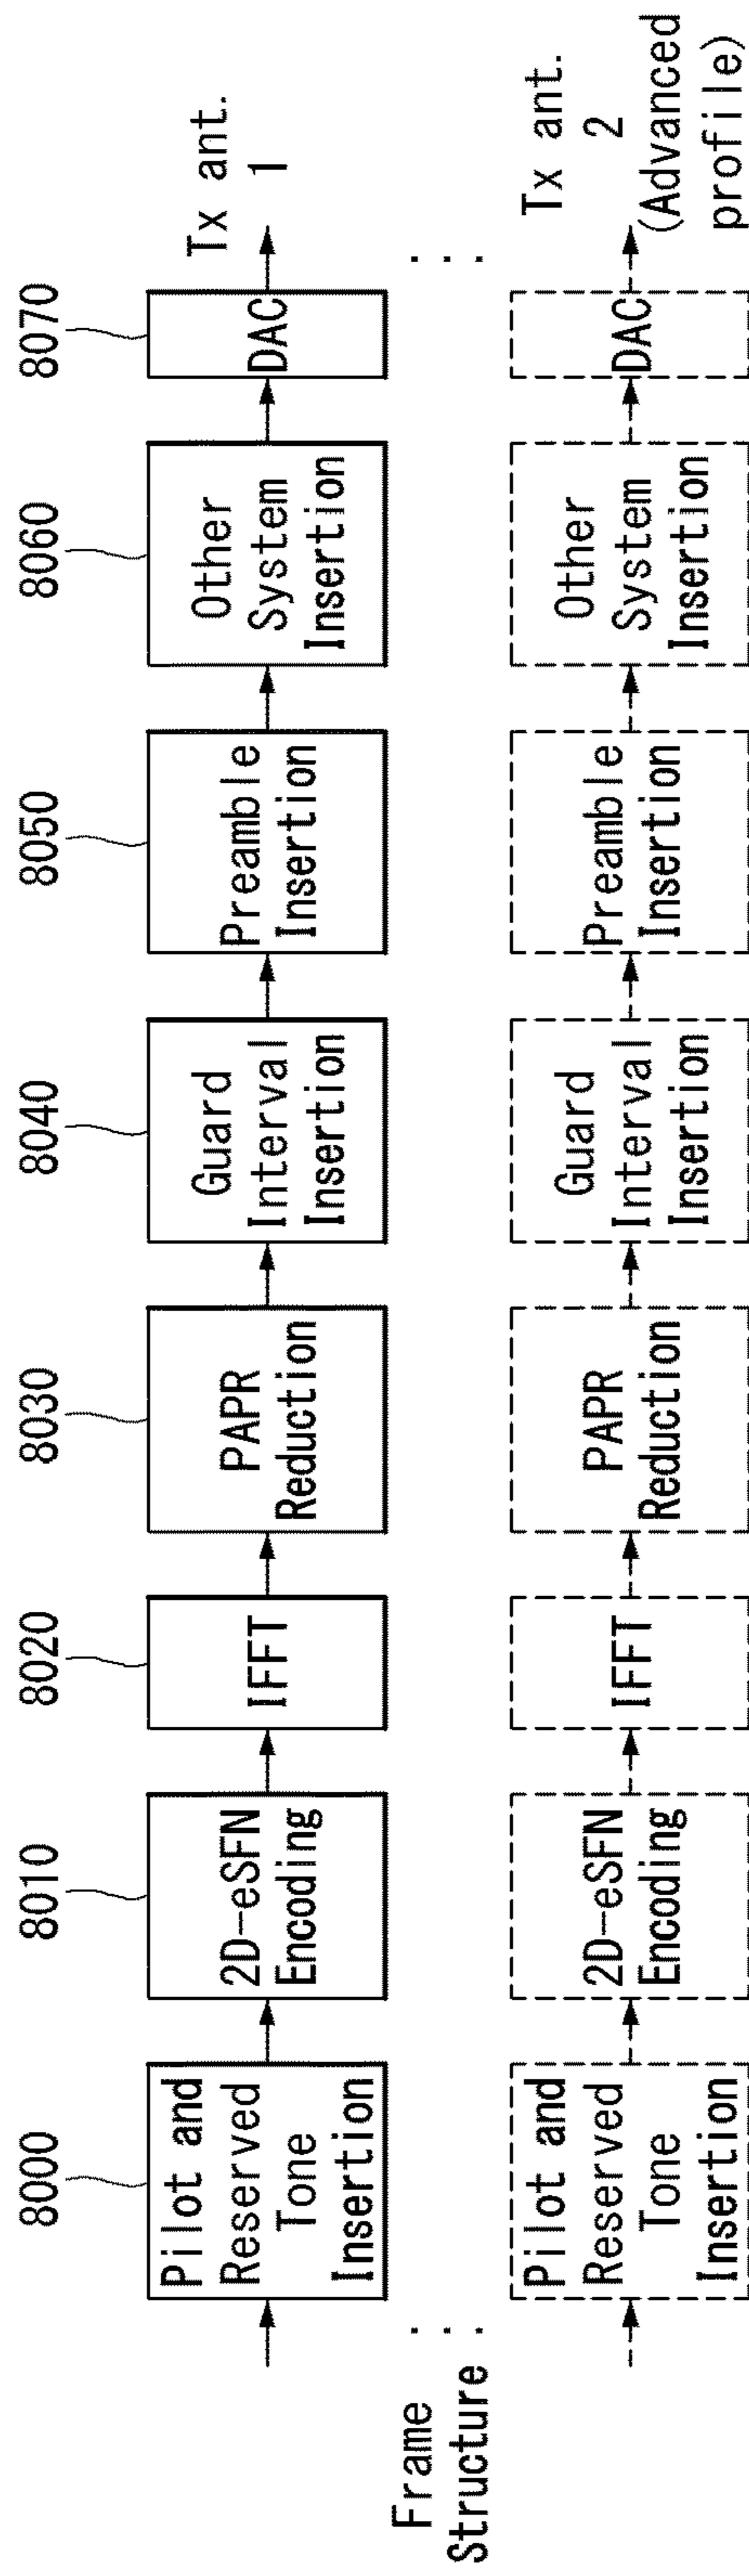 8000
8010
8020
8030
8040
8050
8060
8070
Pilot and
Reserved
Tone
Insertion
2D-eSFN
Encoding
IFFT
PAPR
Reduction
Guard
Interval
Insertion
Preamble
Insertion
Other
System
Insertion
DAC
Tx ant.
1
Frame
Structure
...
...
Pilot and
Reserved
Tone
Insertion
2D-eSFN
Encoding
IFFT
PAPR
Reduction
Guard
Interval
Insertion
Preamble
Insertion
Other
System
Insertion
DAC
Tx ant.
2
(Advanced
profile)